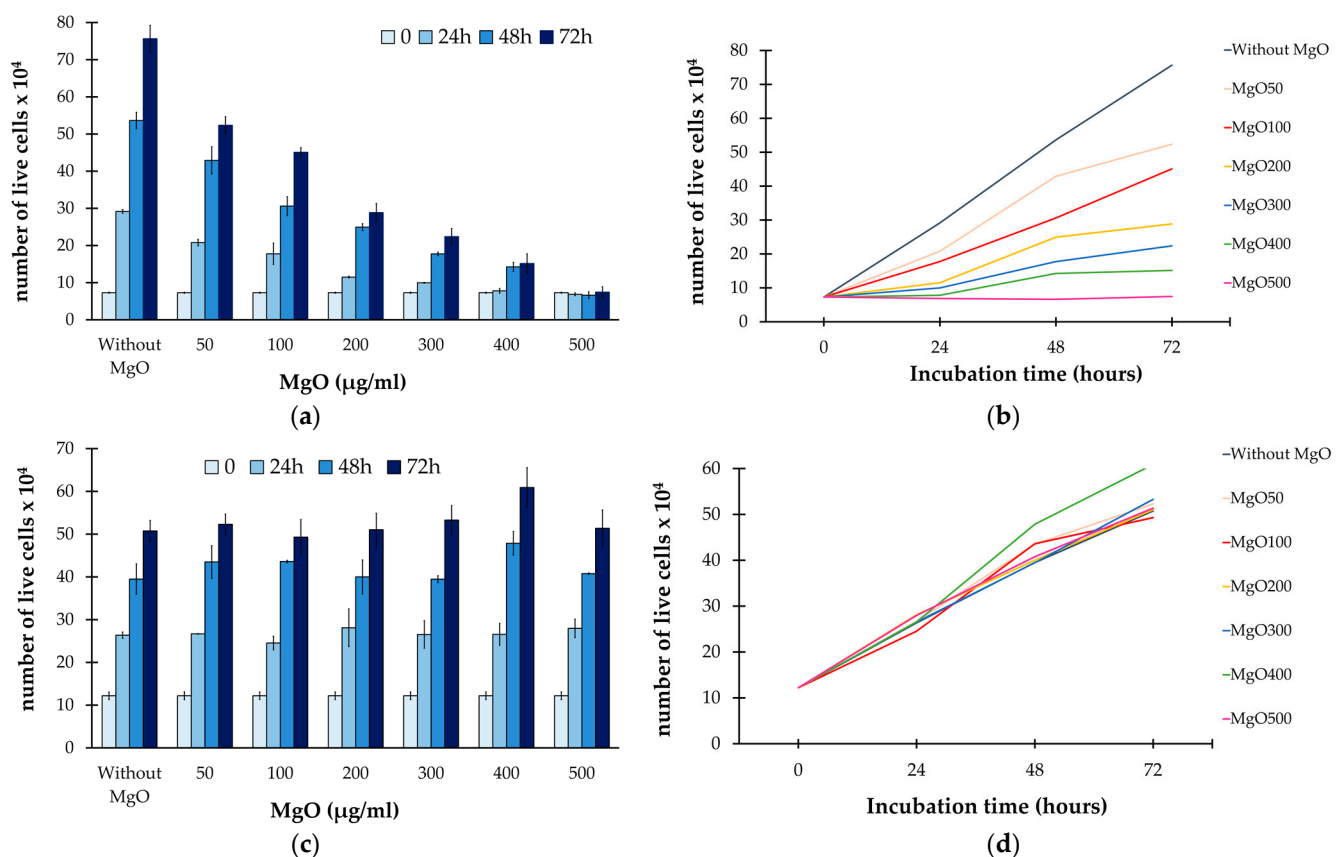 number of live cells x 10⁴
80
70
60
50
40
30
20
10
0
0 24h 48h 72h
Without MgO 50 100 200 300 400 500
MgO (µg/ml)
(a)
number of live cells x 10⁴
80
70
60
50
40
30
20
10
0
0 24 48 72
Incubation time (hours)
Without MgO
MgO50
MgO100
MgO200
MgO300
MgO400
MgO500
(b)
number of live cells x 10⁴
70
60
50
40
30
20
10
0
0 24h 48h 72h
Without MgO 50 100 200 300 400 500
MgO (µg/ml)
(c)
number of live cells x 10⁴
60
50
40
30
20
10
0
0 24 48 72
Incubation time (hours)
Without MgO
MgO50
MgO100
MgO200
MgO300
MgO400
MgO500
(d)